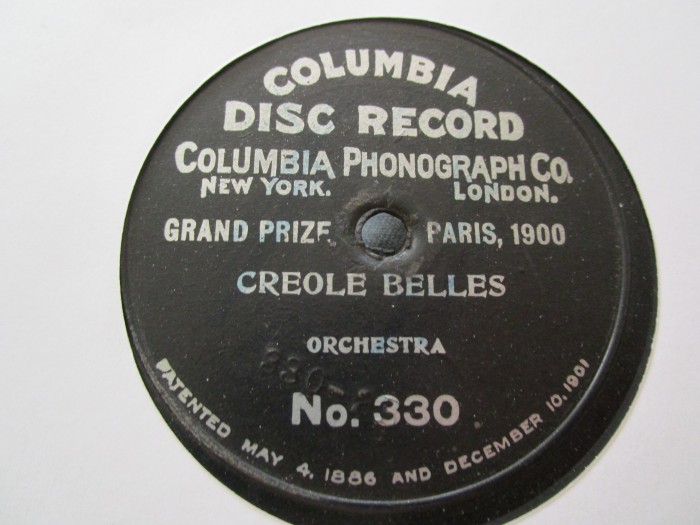 COLUMBIA
DISC RECORD
COLUMBIA PHONOGRAPH CO.
NEW YORK. LONDON.
GRAND PRIZE, PARIS, 1900
CREOLE BELLES
ORCHESTRA
No. 330
PATENTED MAY 4, 1886 AND DECEMBER 10, 1901